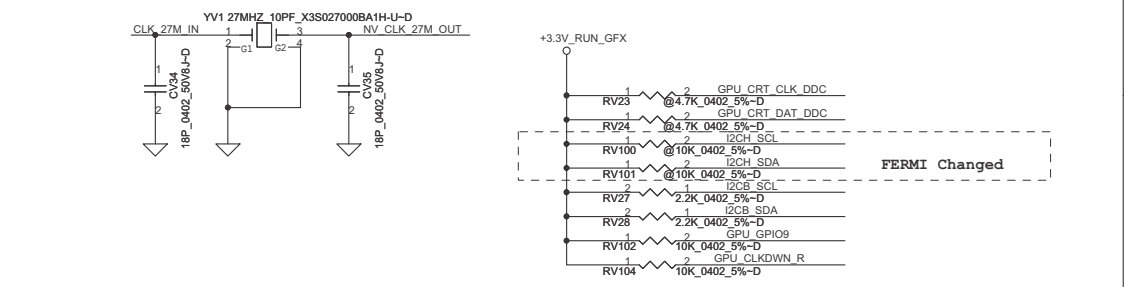 YV1 27MHZ_10PF_X3S027000BA1H-U~D
CLK_27M_IN 1 3 NV_CLK_27M_OUT
2 G1 G2 4
1 CV34 2 18P_0402_50V8J~D
1 CV35 2 18P_0402_50V8J~D
+3.3V_RUN_GFX
1 2 GPU_CRT_CLK_DDC
RV23 @4.7K_0402_5%~D
1 2 GPU_CRT_DAT_DDC
RV24 @4.7K_0402_5%~D
1 2 I2CH_SCL
RV100 @10K_0402_5%~D
1 2 I2CH_SDA
RV101 @10K_0402_5%~D
FERMI Changed
2 1 I2CB_SCL
RV27 2.2K_0402_5%~D
2 1 I2CB_SDA
RV28 2.2K_0402_5%~D
1 2 GPU_GPIO9
RV102 10K_0402_5%~D
1 2 GPU_CLKDWN_R
RV104 10K_0402_5%~D